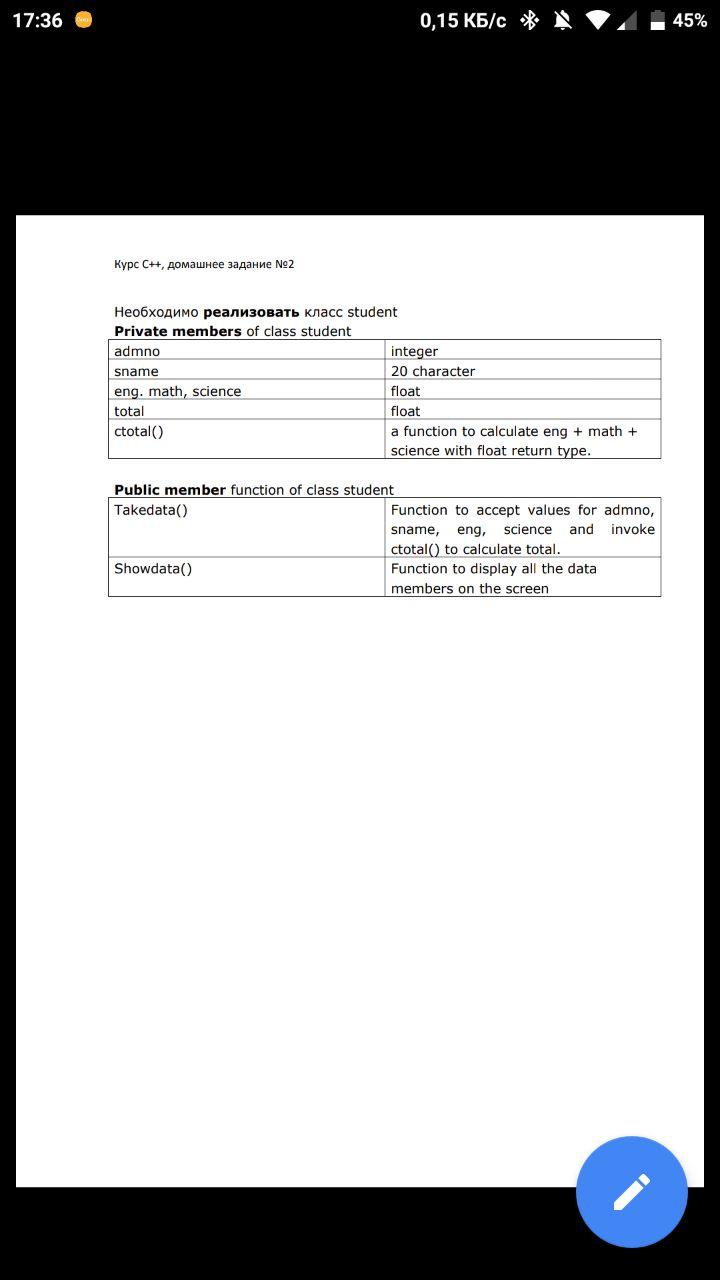 17:36
0,15 КБ/с
45%
Курс С++, домашнее задание №2
Необходимо реализовать класс student
Private members of class student
admno integer
sname 20 character
eng. math, science float
total float
ctotal() a function to calculate eng + math +
science with float return type.
Public member function of class student
Takedata() Function to accept values for admno,
sname, eng, science and invoke
ctotal() to calculate total.
Showdata() Function to display all the data
members on the screen